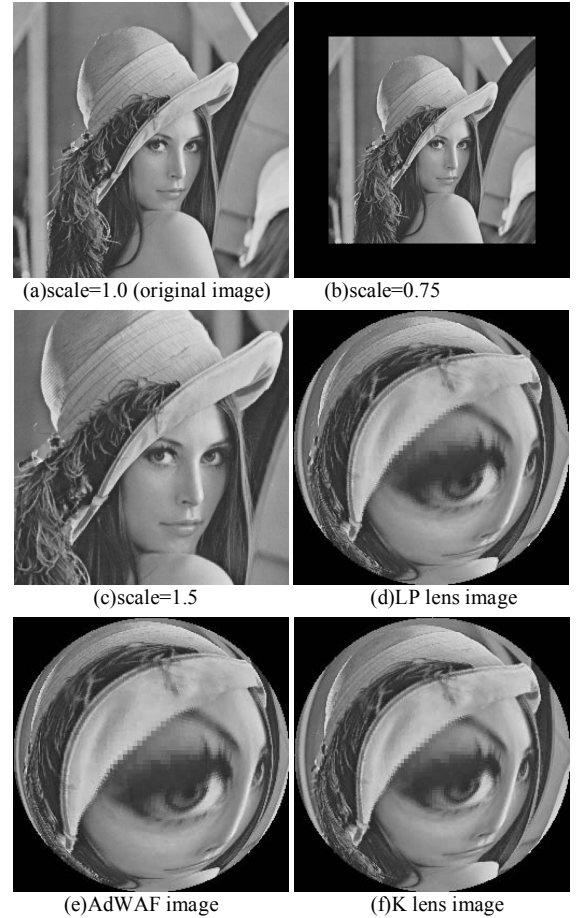 (a)scale=1.0 (original image)
(b)scale=0.75
(c)scale=1.5
(d)LP lens image
(e)AdWAF image
(f)K lens image